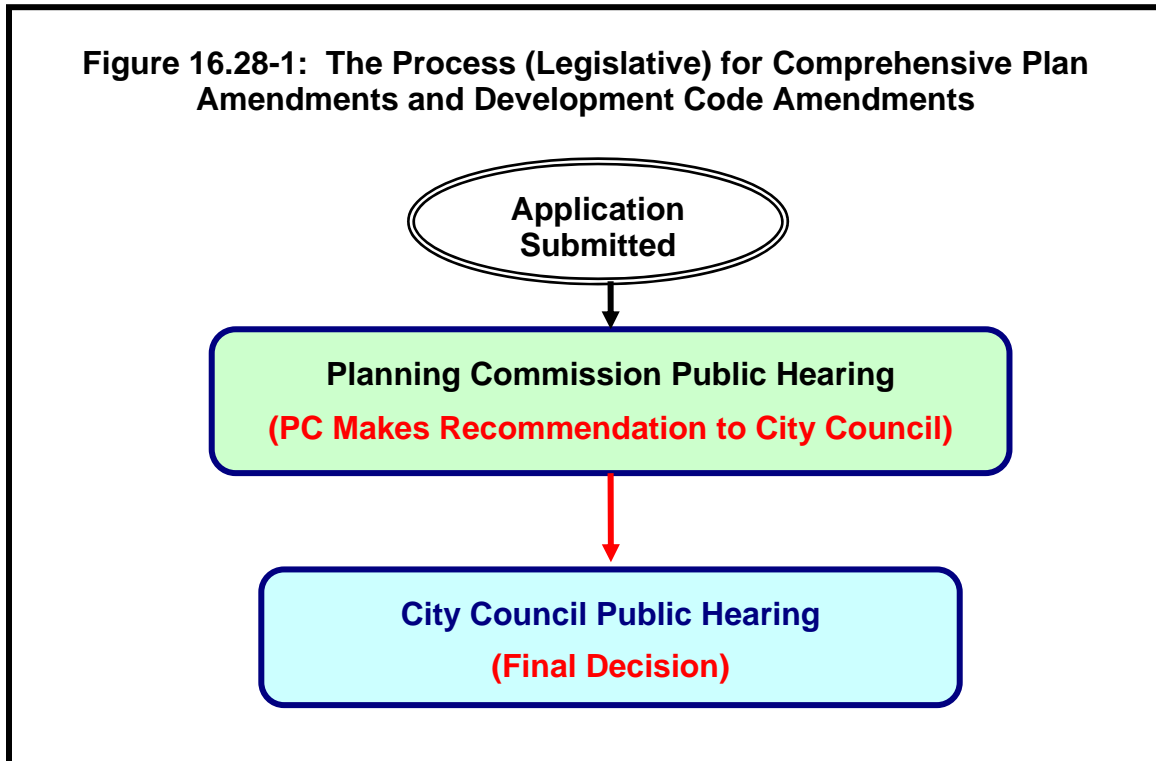 Figure 16.28-1: The Process (Legislative) for Comprehensive Plan
Amendments and Development Code Amendments
Application
Submitted
Planning Commission Public Hearing
(PC Makes Recommendation to City Council)
City Council Public Hearing
(Final Decision)